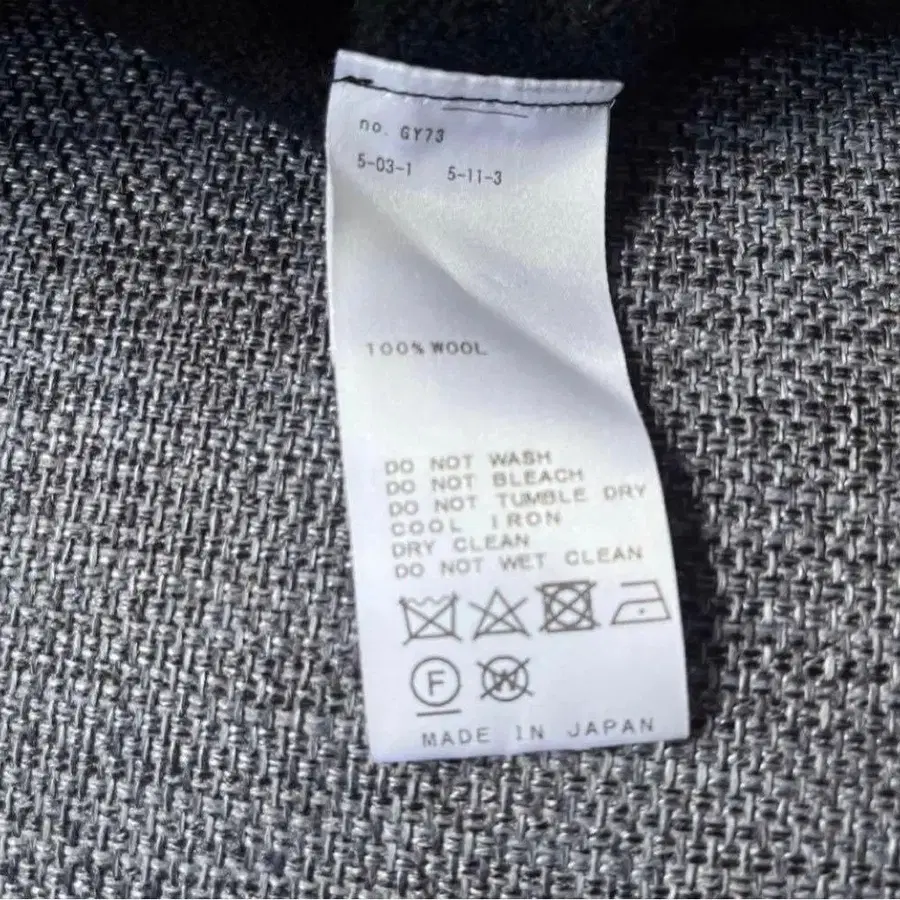 no. GY73
5-03-1 5-11-3
100% WOOL
DO NOT WASH
DO NOT BLEACH
DO NOT TUMBLE DRY
COOL IRON
DRY CLEAN
DO NOT WET CLEAN
F W
MADE IN JAPAN